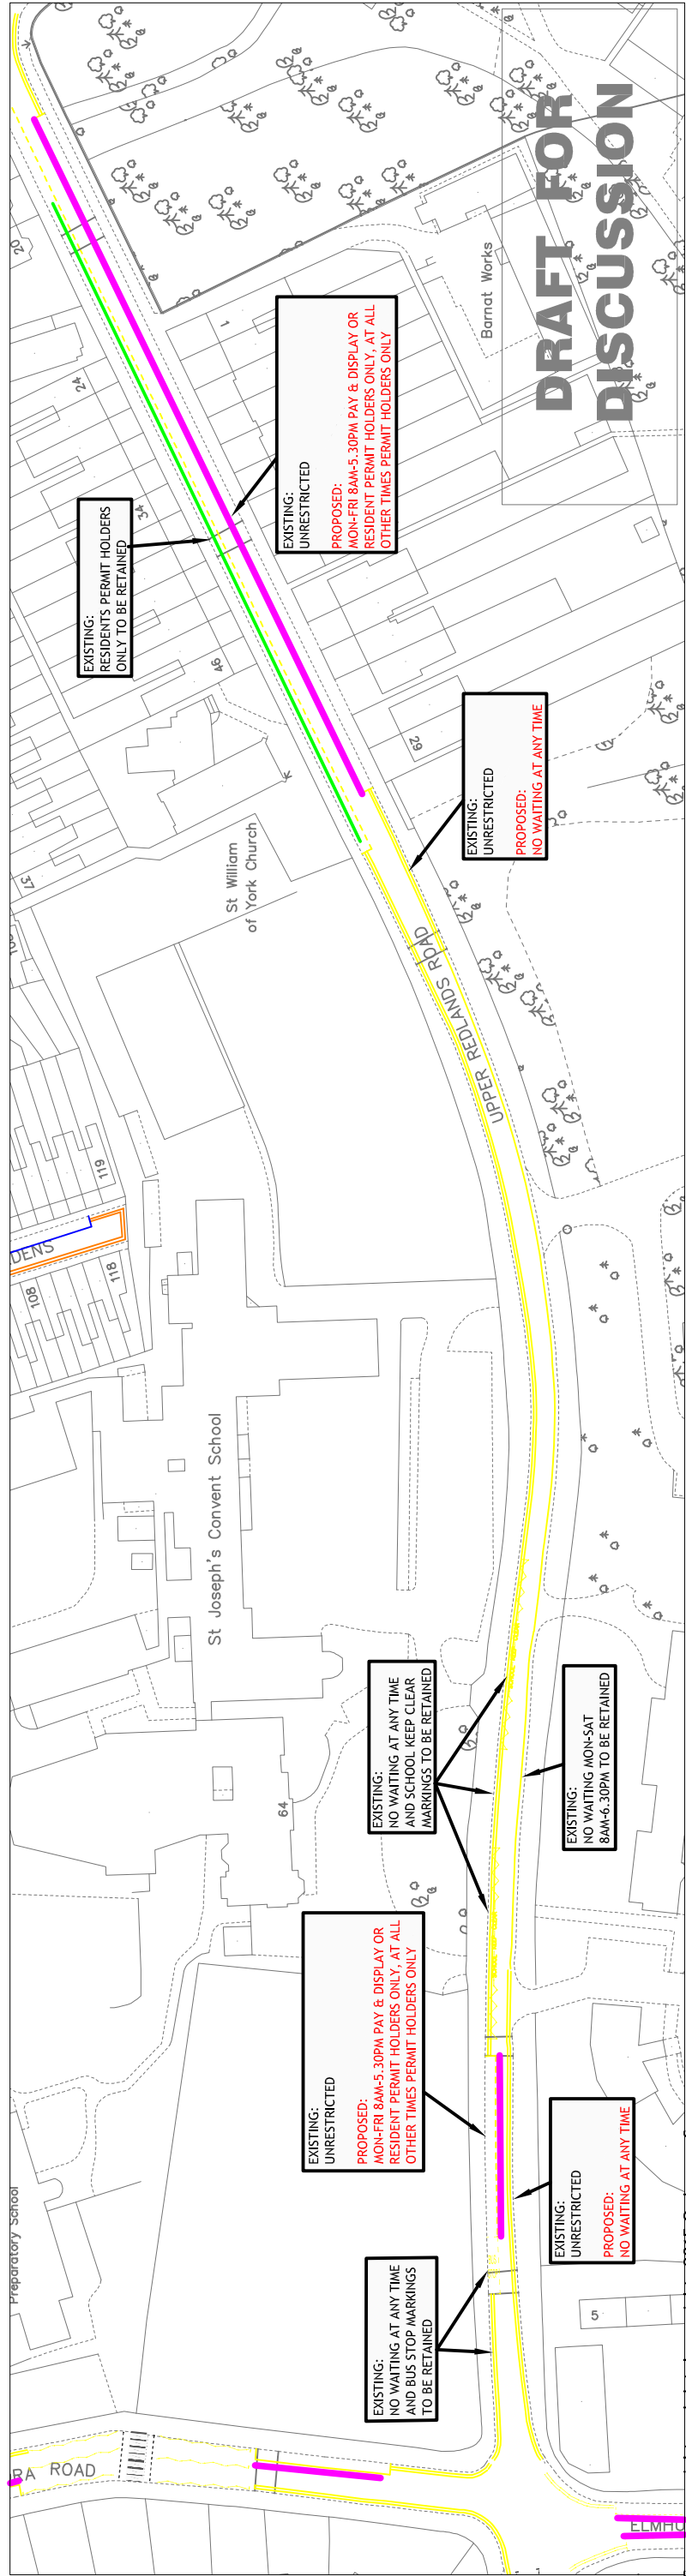 DRAFT FOR
DISCUSSION
EXISTING:
RESIDENTS PERMIT HOLDERS
ONLY TO BE RETAINED
EXISTING:
UNRESTRICTED
PROPOSED:
MON-FRI 8AM-5.30PM PAY & DISPLAY OR
RESIDENT PERMIT HOLDERS ONLY, AT ALL
OTHER TIMES PERMIT HOLDERS ONLY
EXISTING:
UNRESTRICTED
PROPOSED:
NO WAITING AT ANY TIME
Barnat Works
20
24
34
46
1
29
37
St William
of York Church
UPPER REDLANDS ROAD
119
118
108
DENS
St Joseph's Convent School
64
EXISTING:
NO WAITING AT ANY TIME
AND SCHOOL KEEP CLEAR
MARKINGS TO BE RETAINED
EXISTING:
NO WAITING MON-SAT
8AM-6.30PM TO BE RETAINED
EXISTING:
UNRESTRICTED
PROPOSED:
MON-FRI 8AM-5.30PM PAY & DISPLAY OR
RESIDENT PERMIT HOLDERS ONLY, AT ALL
OTHER TIMES PERMIT HOLDERS ONLY
EXISTING:
UNRESTRICTED
PROPOSED:
NO WAITING AT ANY TIME
EXISTING:
NO WAITING AT ANY TIME
AND BUS STOP MARKINGS
TO BE RETAINED
Preparatory School
5
RA ROAD
ELMHU